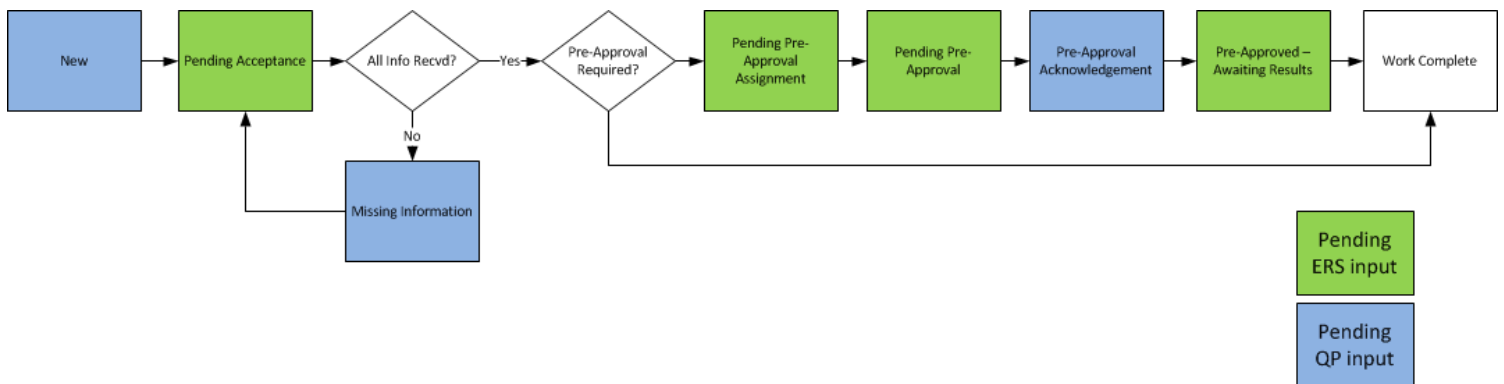 New
Pending Acceptance
All Info Recvd?
Yes
Pre-Approval
Required?
Pending Pre-
Approval
Assignment
Pending Pre-
Approval
Pre-Approval
Acknowledgement
Pre-Approved –
Awaiting Results
Work Complete
No
Missing Information
Pending
ERS input
Pending
QP input